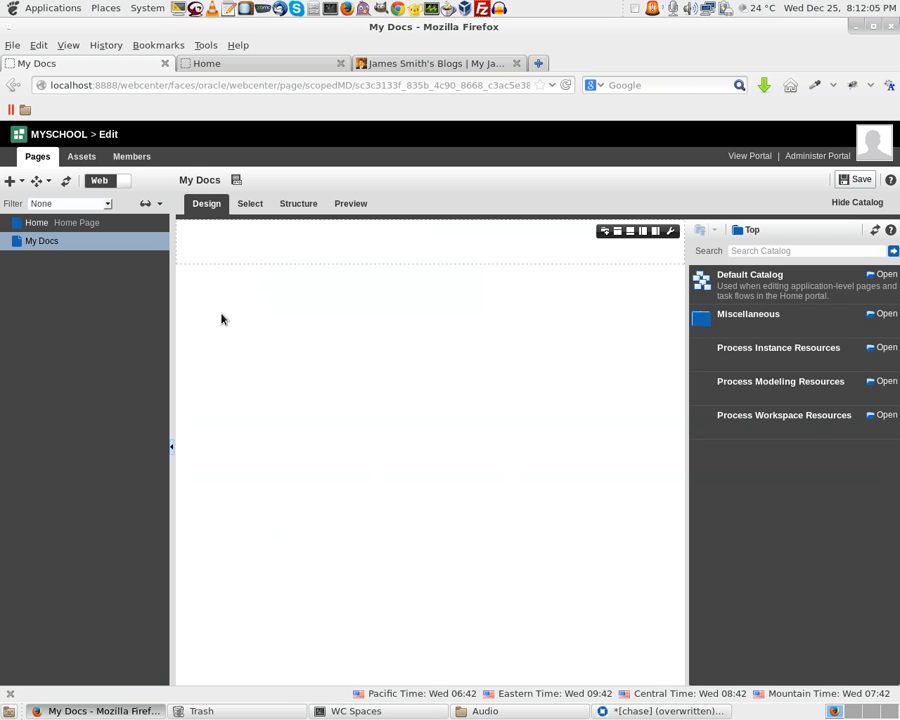 Applications Places System 24 °C Wed Dec 25, 8:12:05 PM
My Docs - Mozilla Firefox
File Edit View History Bookmarks Tools Help
My Docs Home James Smith's Blogs | My Ja...
localhost:8888/webcenter/faces/oracle/webcenter/page/scopedMD/sc3c3133f_835b_4c90_8668_c3ac5e38 Google
MYSCHOOL > Edit
Pages Assets Members View Portal | Administer Portal
Web My Docs Save
Filter None Design Select Structure Preview Hide Catalog
Home Home Page
My Docs
Top
Search Search Catalog
Default Catalog Open
Used when editing application-level pages and
task flows in the Home portal.
Miscellaneous Open
Process Instance Resources Open
Process Modeling Resources Open
Process Workspace Resources Open
Pacific Time: Wed 06:42 Eastern Time: Wed 09:42 Central Time: Wed 08:42 Mountain Time: Wed 07:42
My Docs - Mozilla Firef... Trash WC Spaces Audio *[chase] (overwritten)...